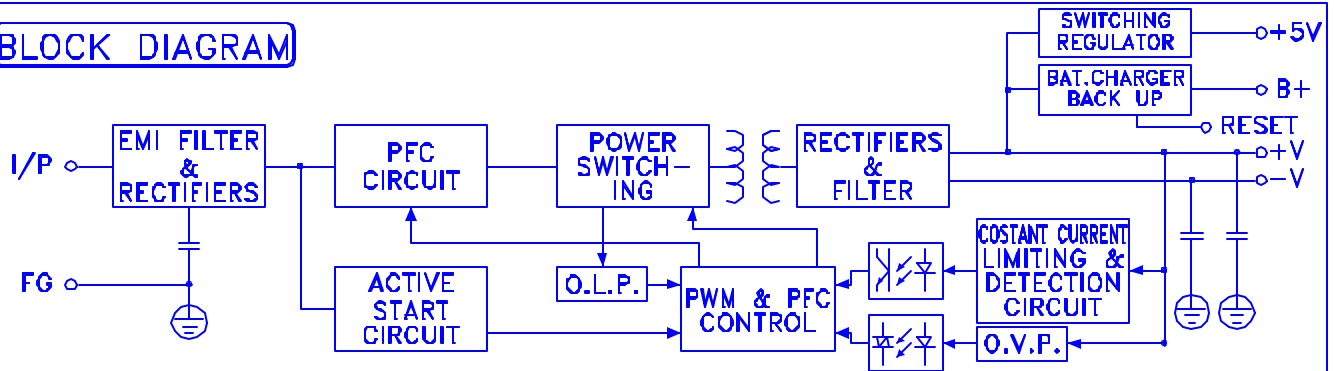 BLOCK DIAGRAM
SWITCHING
REGULATOR
+5V
BAT.CHARGER
BACK UP
B+
RESET
I/P
EMI FILTER
&
RECTIFIERS
PFC
CIRCUIT
POWER
SWITCH-
ING
RECTIFIERS
&
FILTER
+V
-V
FG
ACTIVE
START
CIRCUIT
O.L.P.
PWM & PFC
CONTROL
COSTANT CURRENT
LIMITING &
DETECTION
CIRCUIT
O.V.P.